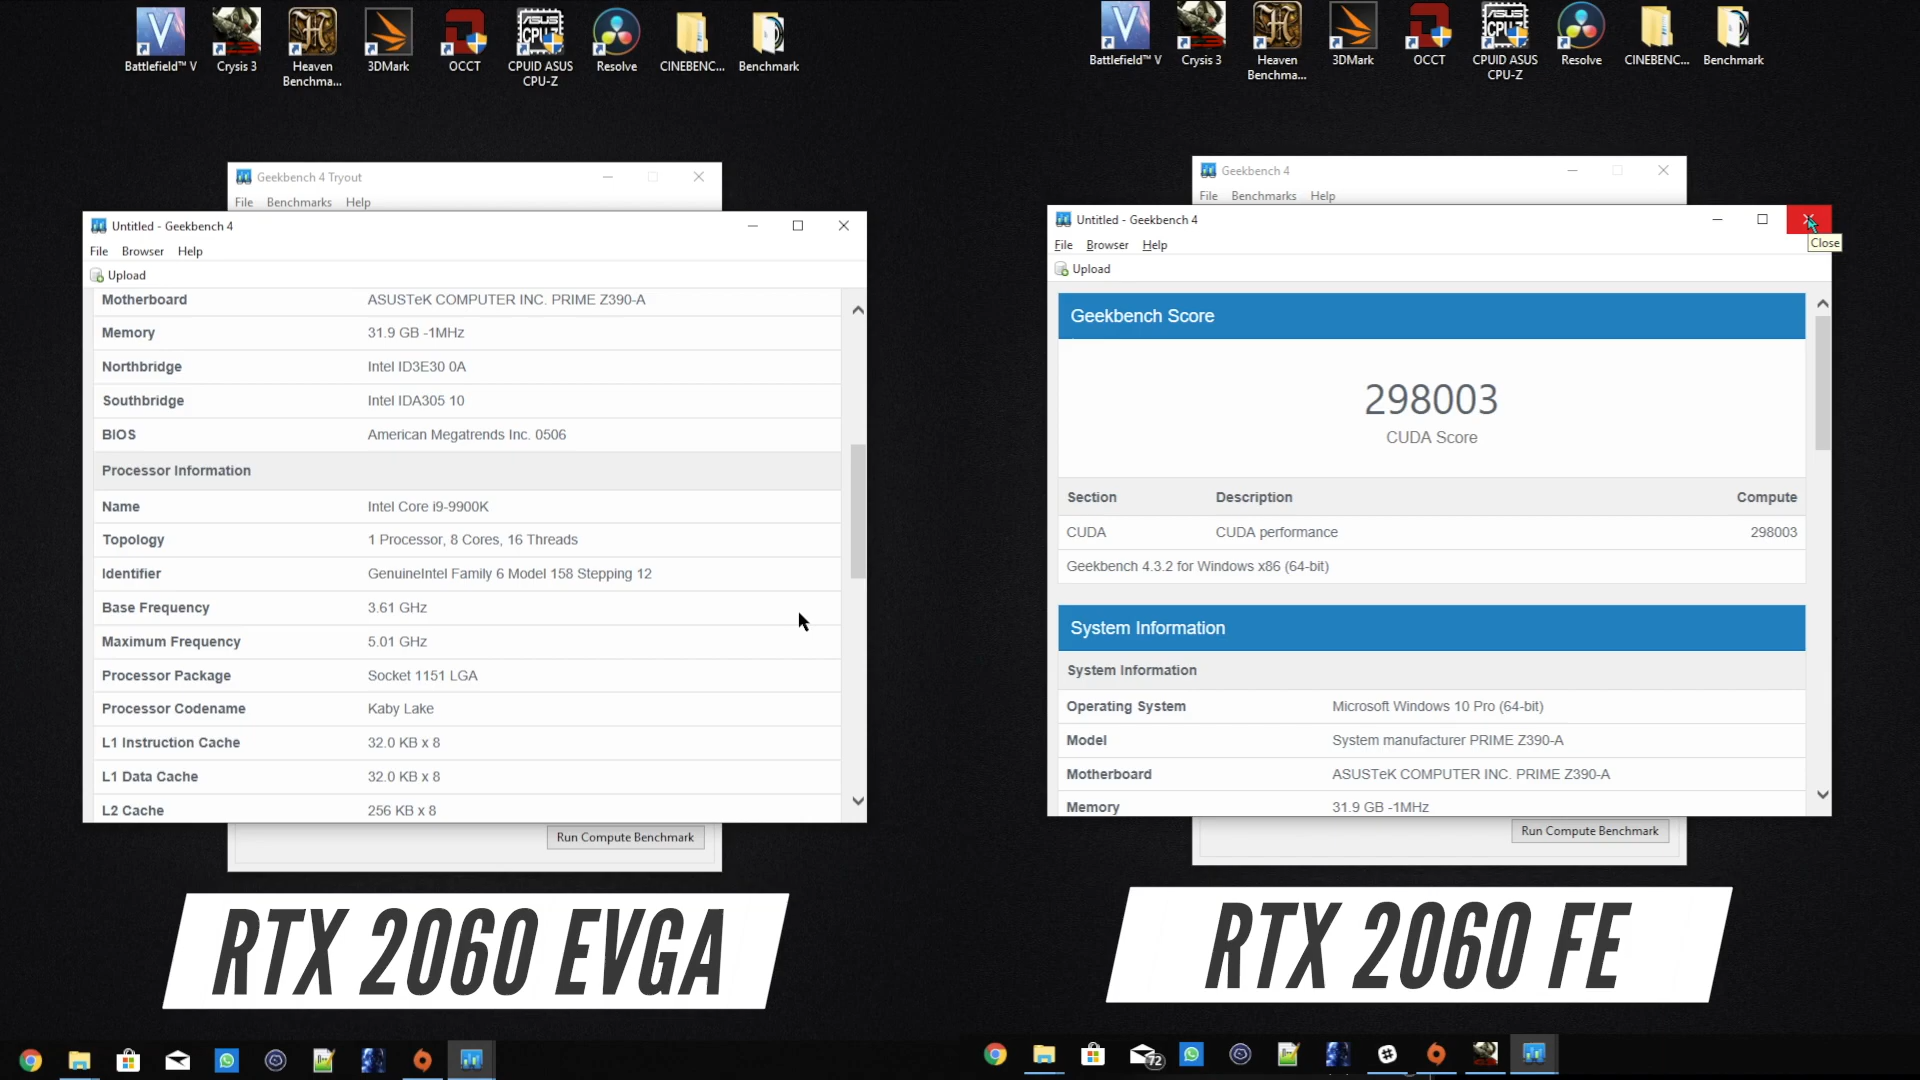 Battlefield™ V
Crysis 3
Heaven
Benchma...
3DMark
OCCT
CPUID ASUS
CPU-Z
Resolve
CINEBENC...
Benchmark
Geekbench 4 Tryout
File Benchmarks Help
Untitled - Geekbench 4
File Browser Help
Upload
Motherboard ASUSTeK COMPUTER INC. PRIME Z390-A
Memory 31.9 GB -1MHz
Northbridge Intel ID3E30 0A
Southbridge Intel IDA305 10
BIOS American Megatrends Inc. 0506
Processor Information
Name Intel Core i9-9900K
Topology 1 Processor, 8 Cores, 16 Threads
Identifier GenuineIntel Family 6 Model 158 Stepping 12
Base Frequency 3.61 GHz
Maximum Frequency 5.01 GHz
Processor Package Socket 1151 LGA
Processor Codename Kaby Lake
L1 Instruction Cache 32.0 KB x 8
L1 Data Cache 32.0 KB x 8
L2 Cache 256 KB x 8
Run Compute Benchmark
RTX 2060 EVGA
Battlefield™ V
Crysis 3
Heaven
Benchma...
3DMark
OCCT
CPUID ASUS
CPU-Z
Resolve
CINEBENC...
Benchmark
Geekbench 4
File Benchmarks Help
Untitled - Geekbench 4
Close
File Browser Help
Upload
Geekbench Score
298003
CUDA Score
Section Description Compute
CUDA CUDA performance 298003
Geekbench 4.3.2 for Windows x86 (64-bit)
System Information
System Information
Operating System Microsoft Windows 10 Pro (64-bit)
Model System manufacturer PRIME Z390-A
Motherboard ASUSTeK COMPUTER INC. PRIME Z390-A
Memory 31.9 GB -1MHz
Run Compute Benchmark
RTX 2060 FE
72